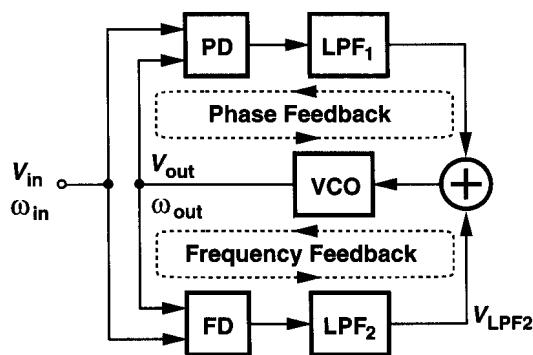 PD
LPF₁
Phase Feedback
Vin
ωin
Vout
ωout
VCO
+
Frequency Feedback
FD
LPF₂
VLPF2